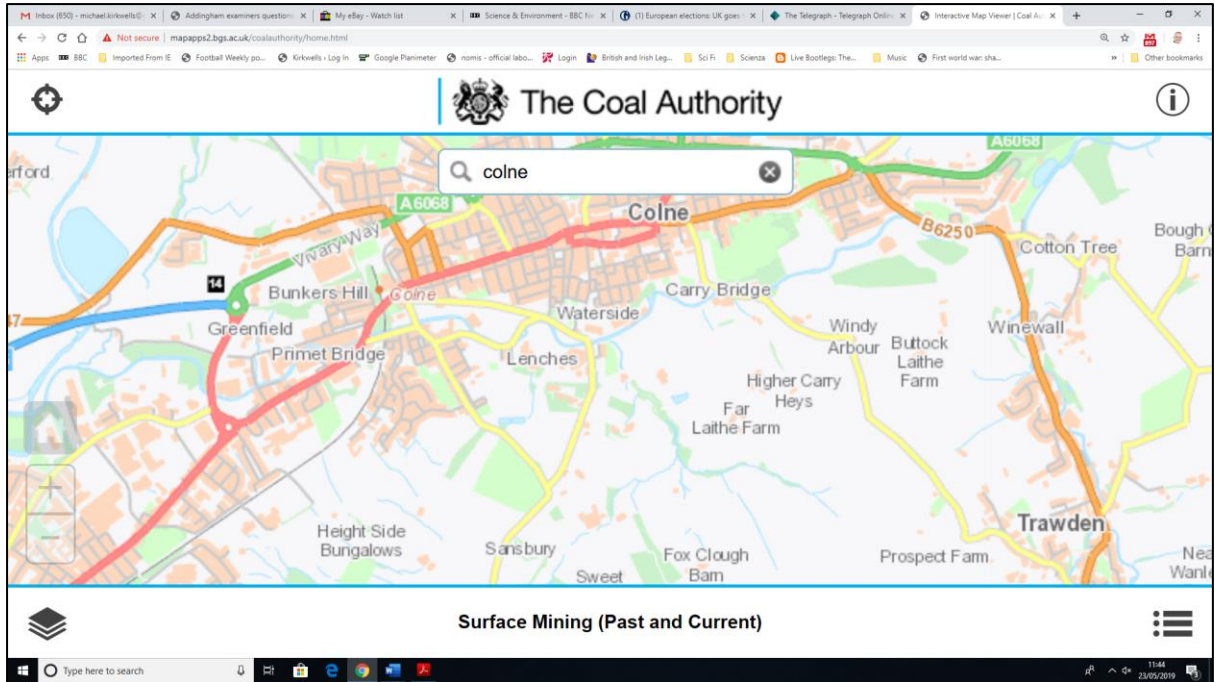 Inbox (650) - michael.kirkwells@
Addingham examiners question
My eBay - Watch list
BBC Science & Environment - BBC Ne
(1) European elections: UK goes t
The Telegraph - Telegraph Online
Interactive Map Viewer | Coal Au
Not secure | mapapps2.bgs.ac.uk/coalauthority/home.html
Apps BBC Imported From IE Football Weekly po... Kirkwells › Log In Google Planimeter nomis - official labo... Login British and Irish Leg... Sci Fi Scienza Live Bootlegs: The... Music First world war: sha... » Other bookmarks
The Coal Authority
colne
A6068
erford
A6068
Colne
B6250
Vivary Way
Cotton Tree
Bough
Barn
14
Bunkers Hill
Colne
Carry Bridge
Waterside
Greenfield
Windy
Arbour
Buttock
Laithe
Farm
Winewall
Primet Bridge
Lenches
Higher Carry
Heys
Far
Laithe Farm
Height Side
Bungalows
Sansbury
Fox Clough
Barn
Prospect Farm
Trawden
Sweet
Nea
Wanle
Surface Mining (Past and Current)
Type here to search
11:44
23/05/2019